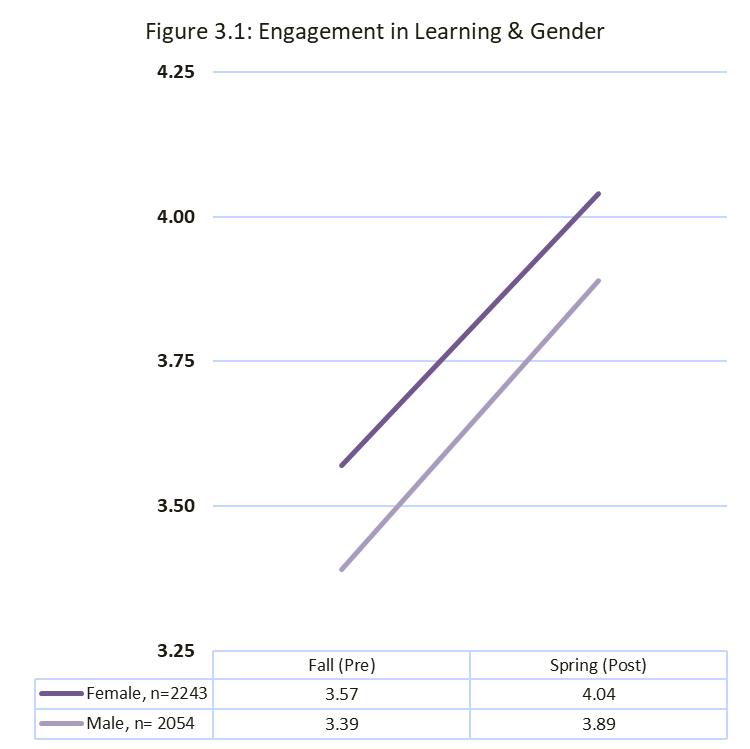 Figure 3.1: Engagement in Learning & Gender
4.25
4.00
3.75
3.50
3.25
Fall (Pre) Spring (Post)
Female, n=2243 3.57 4.04
Male, n= 2054 3.39 3.89